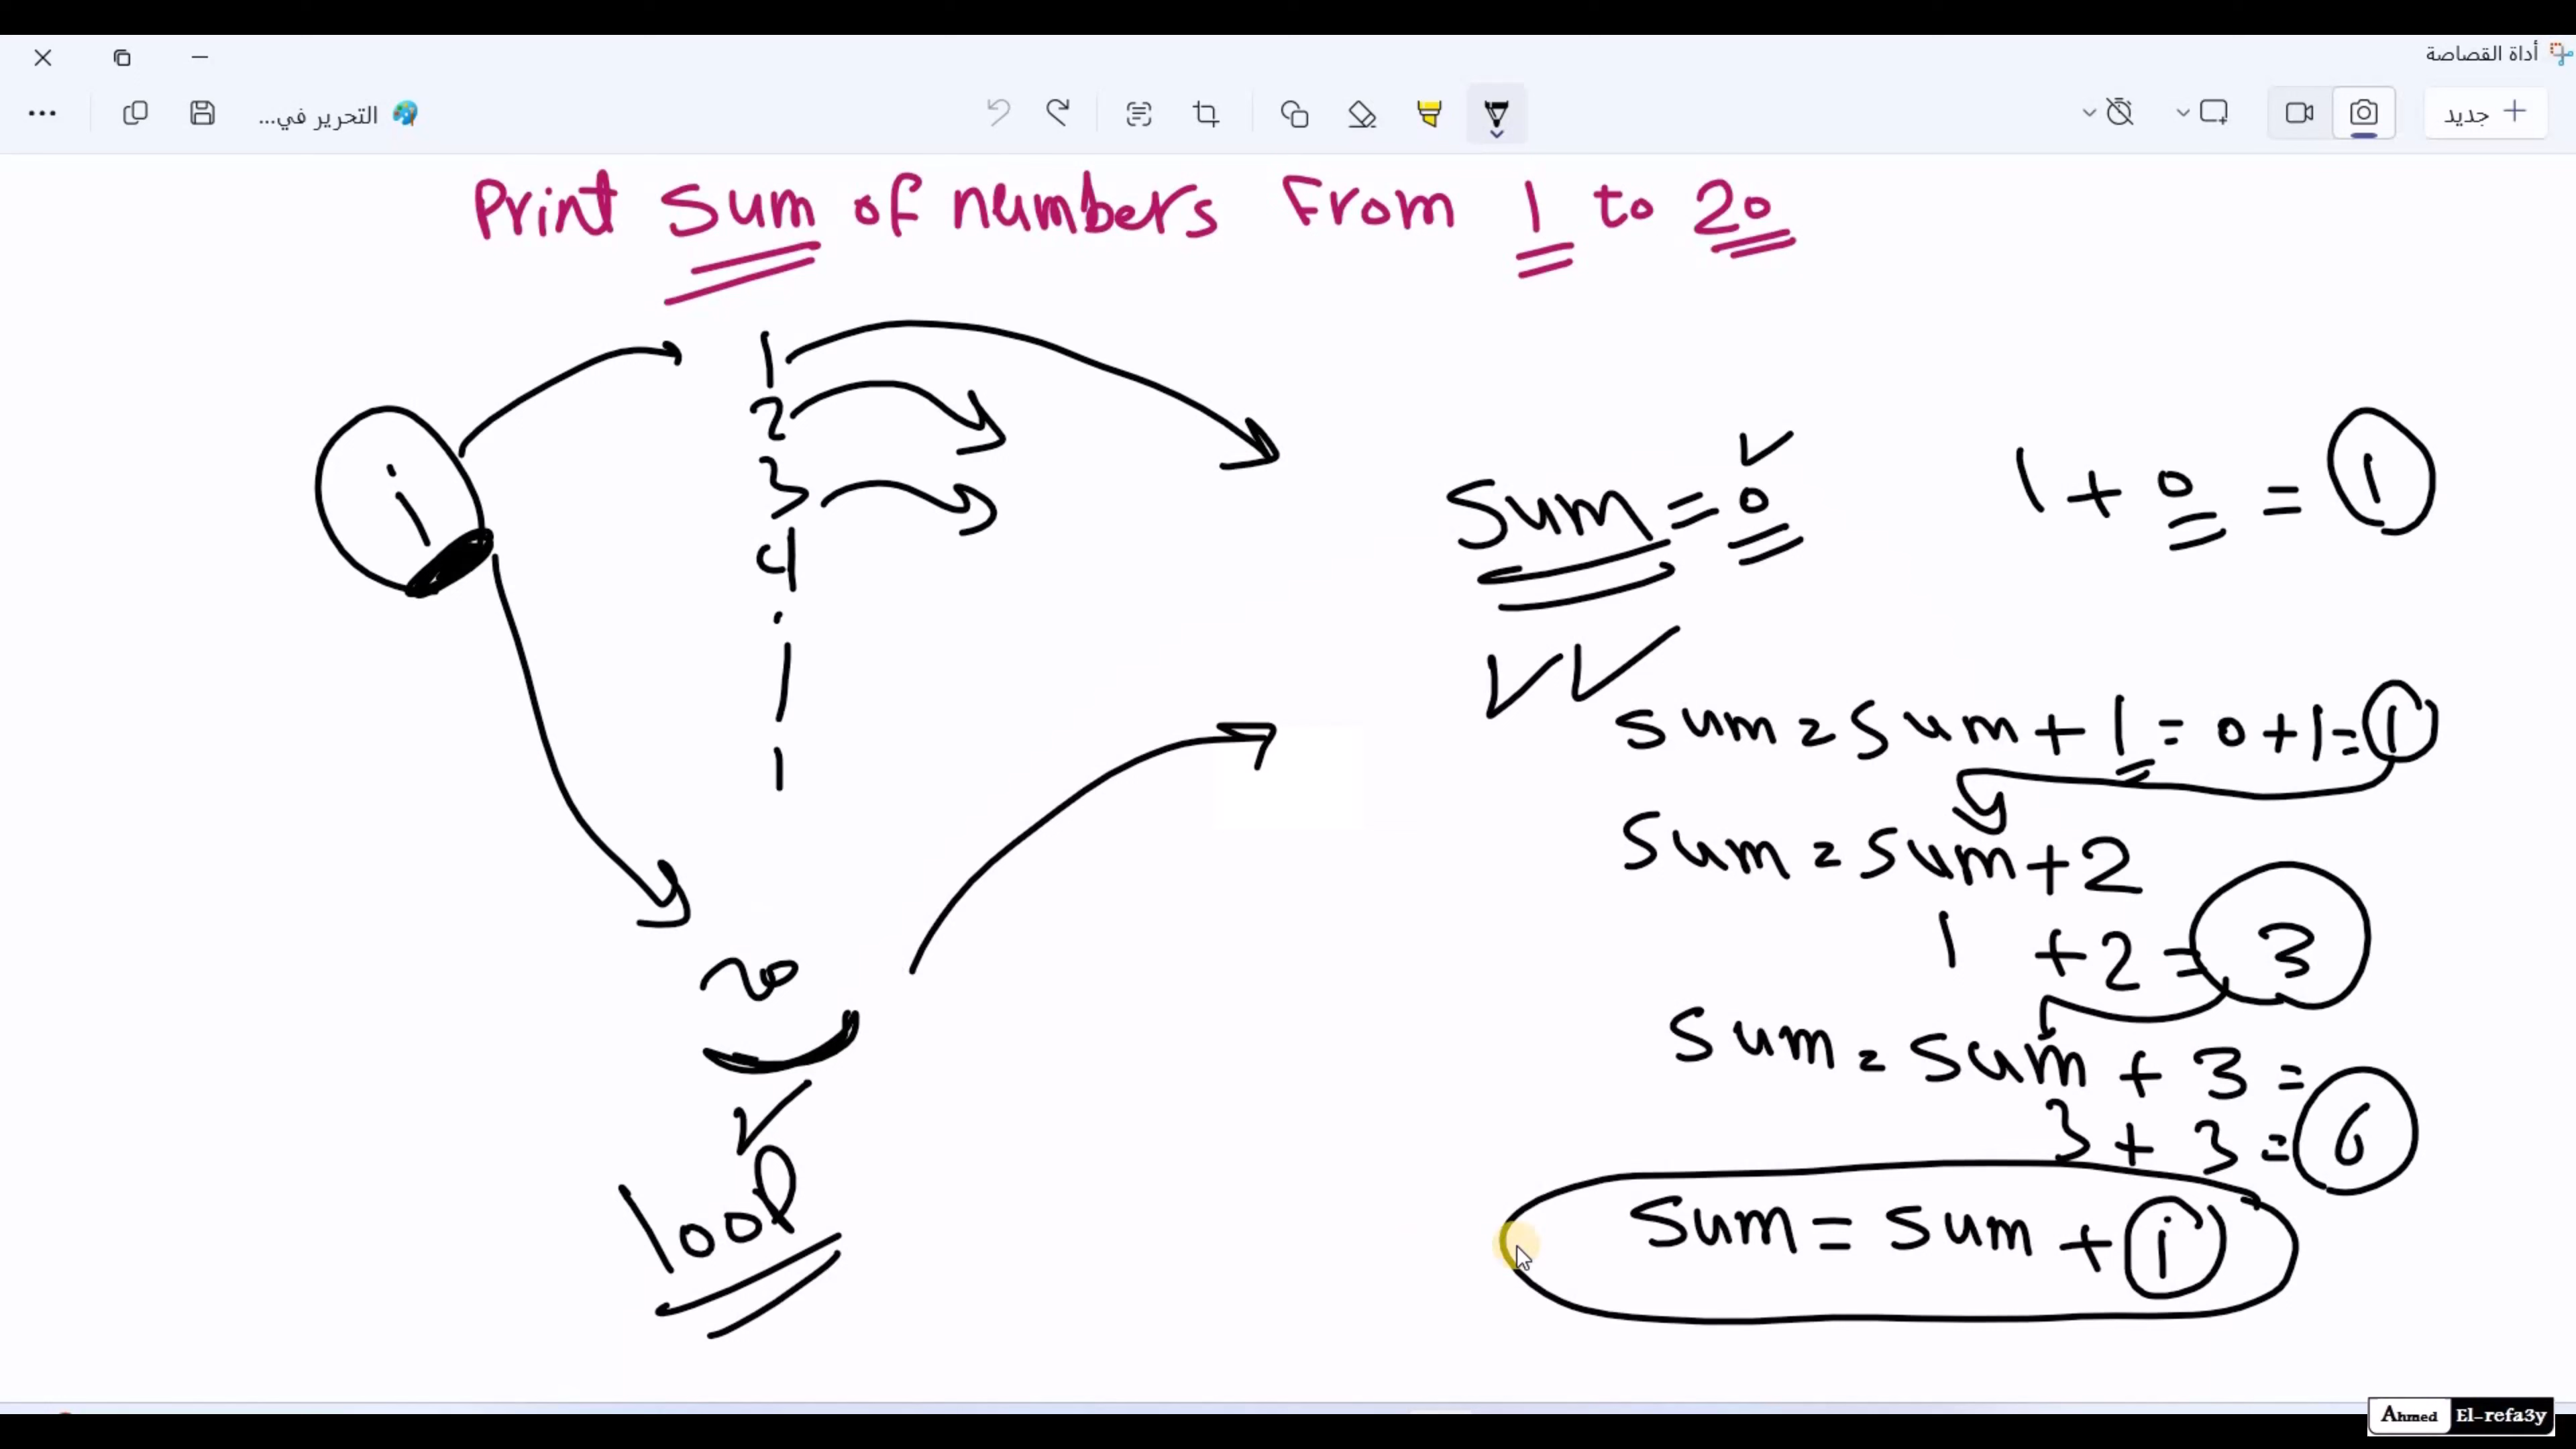 أداة القصاصة
جديد
التحرير في...
Print sum of numbers from 1 to 20
1
2
3
4
20
loop
i
sum = 0
1 + 0 = 1
sum = sum + 1 = 0 + 1 = 1
sum = sum + 2
1 + 2 = 3
sum = sum + 3 =
3 + 3 = 6
sum = sum + i
Ahmed El-refa3y